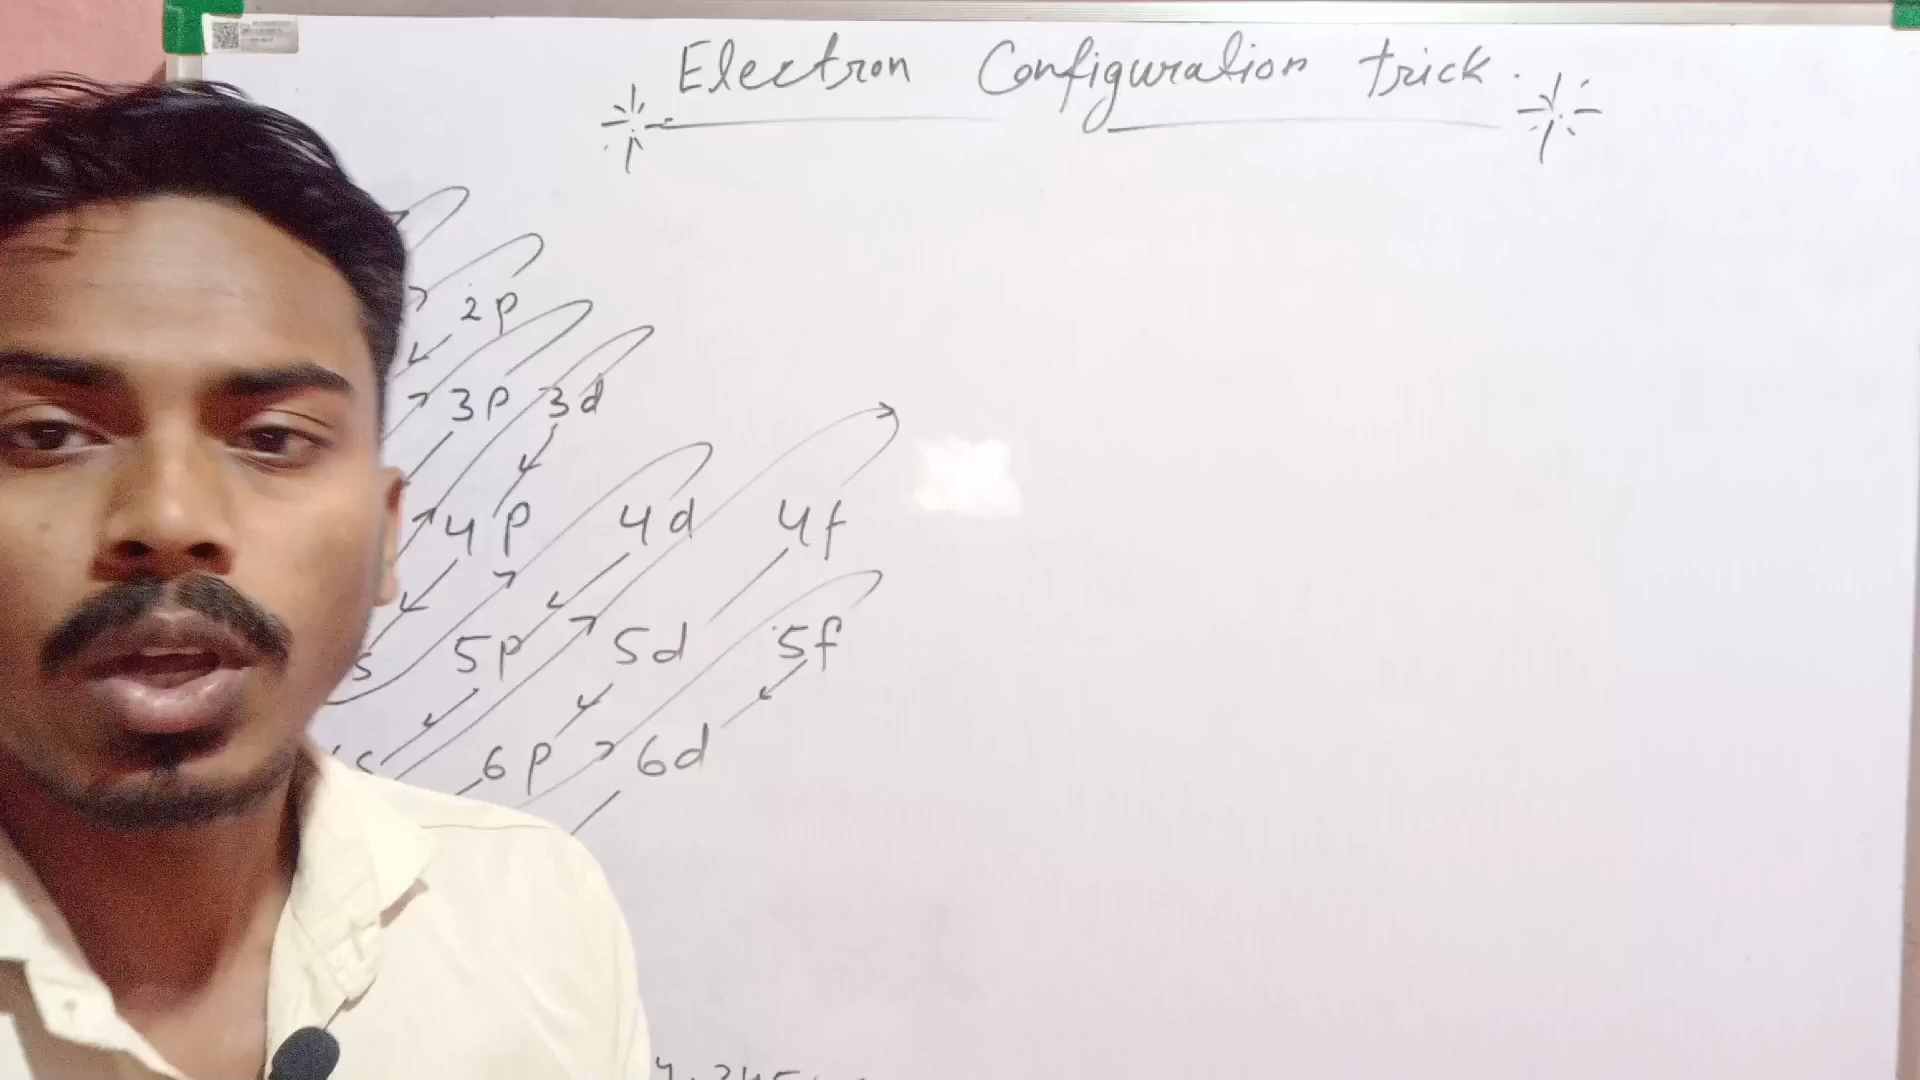 Electron Configuration trick.
2p
3p 3d
4p 4d 4f
s 5p 5d 5f
s 6p 6d